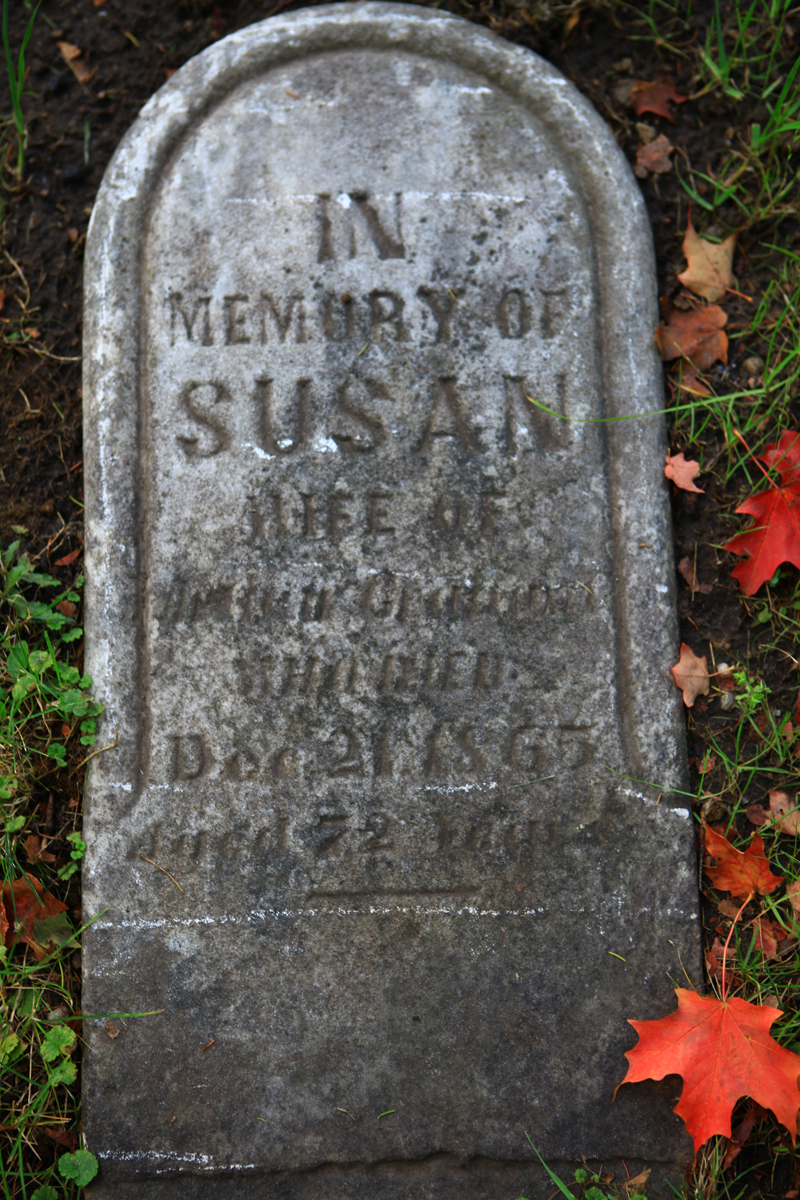 IN
MEMORY OF
SUSAN
WIFE OF
WHO DIED
Dec 21, 1865
Aged 72 Years